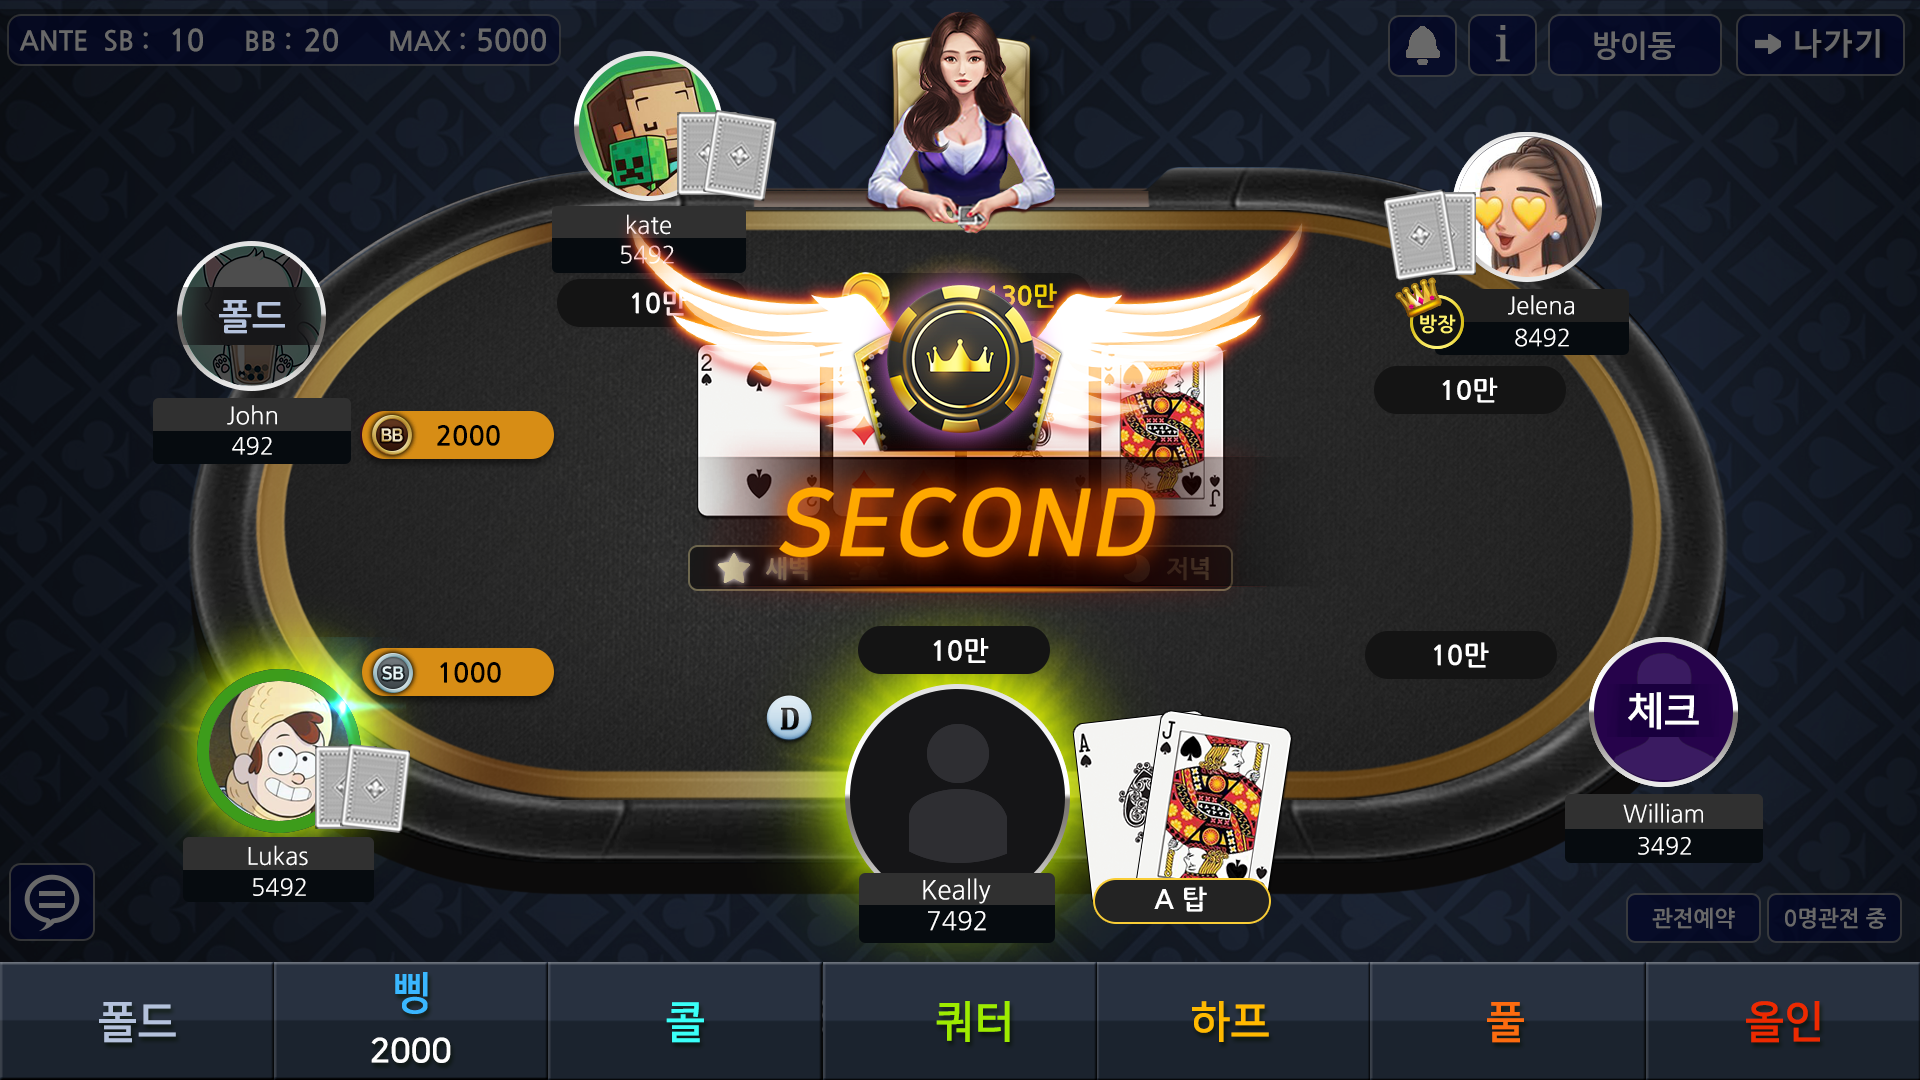 ANTE SB : 10 BB : 20 MAX : 5000
i
방이동
나가기
kate
5492
10만
130만
폴드
John
492
BB 2000
Jelena
8492
방장
10만
2
J
SECOND
새벽
저녁
SB 1000
10만
10만
D
체크
William
3492
Lukas
5492
Keally
7492
A
J
A 탑
관전예약
0명관전 중
폴드
삥
2000
콜
쿼터
하프
풀
올인